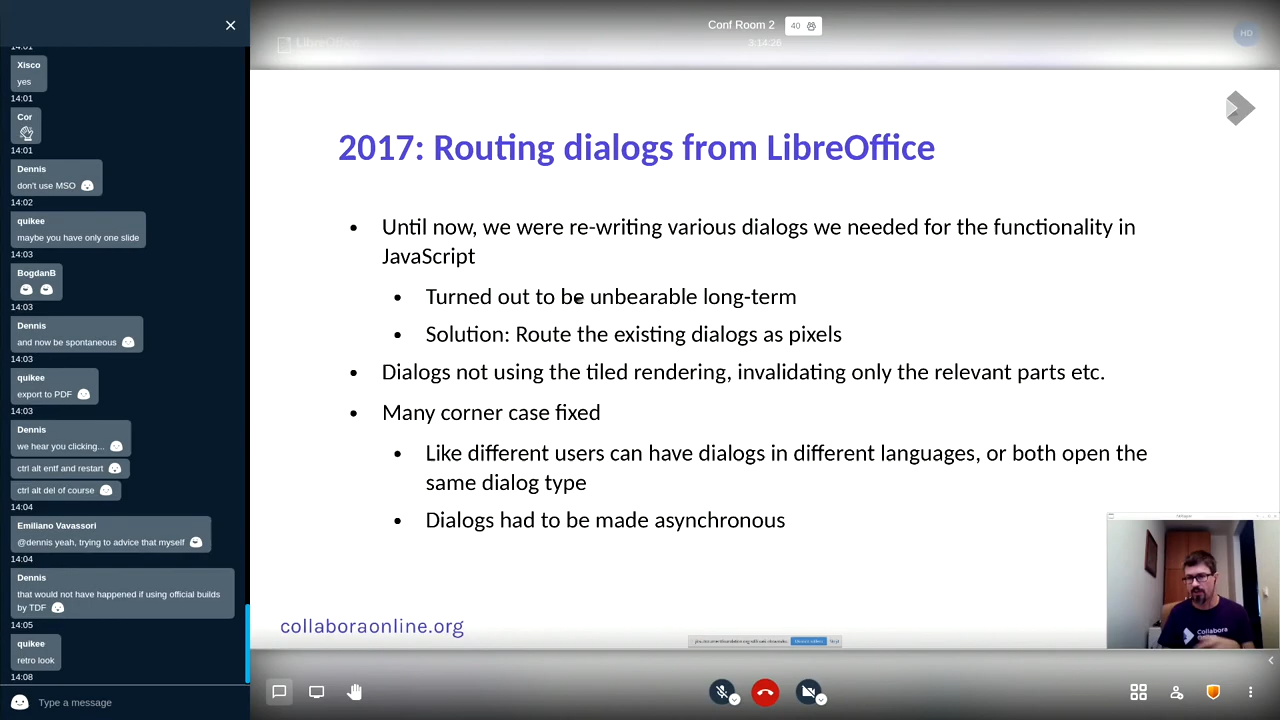 14:01
Xisco
yes
14:01
Cor
14:01
Dennis
don't use MSO
14:02
quikee
maybe you have only one slide
14:03
BogdanB
14:03
Dennis
and now be spontaneous
14:03
quikee
export to PDF
14:03
Dennis
we hear you clicking...
ctrl alt entf and restart
ctrl alt del of course
14:04
Emiliano Vavassori
@dennis yeah, trying to advice that myself
14:04
Dennis
that would not have happened if using official builds
by TDF
14:05
quikee
retro look
14:08
Type a message
Conf Room 2
40
3:14:26
LibreOffice
HD
2017: Routing dialogs from LibreOffice
• Until now, we were re-writing various dialogs we needed for the functionality in
JavaScript
• Turned out to be unbearable long-term
• Solution: Route the existing dialogs as pixels
• Dialogs not using the tiled rendering, invalidating only the relevant parts etc.
• Many corner case fixed
• Like different users can have dialogs in different languages, or both open the
same dialog type
• Dialogs had to be made asynchronous
collaboraonline.org
Collabora
Online